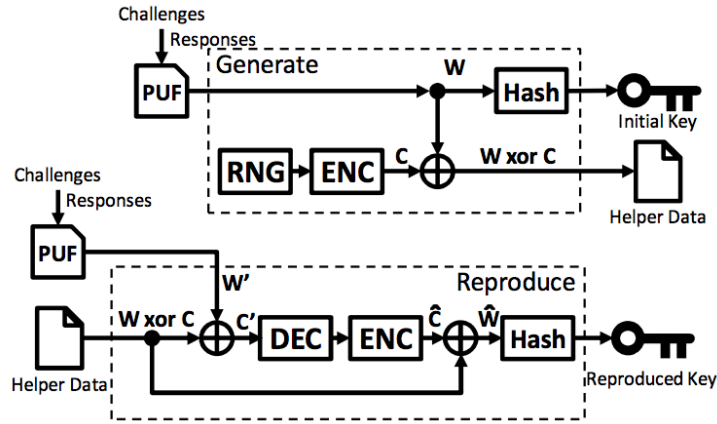 Challenges
Responses
Generate
PUF
W
Hash
Initial Key
RNG
ENC
C
W xor C
Helper Data
Challenges
Responses
PUF
W’
Reproduce
W xor C
C’
DEC
ENC
Ĉ
Ŵ
Hash
Helper Data
Reproduced Key